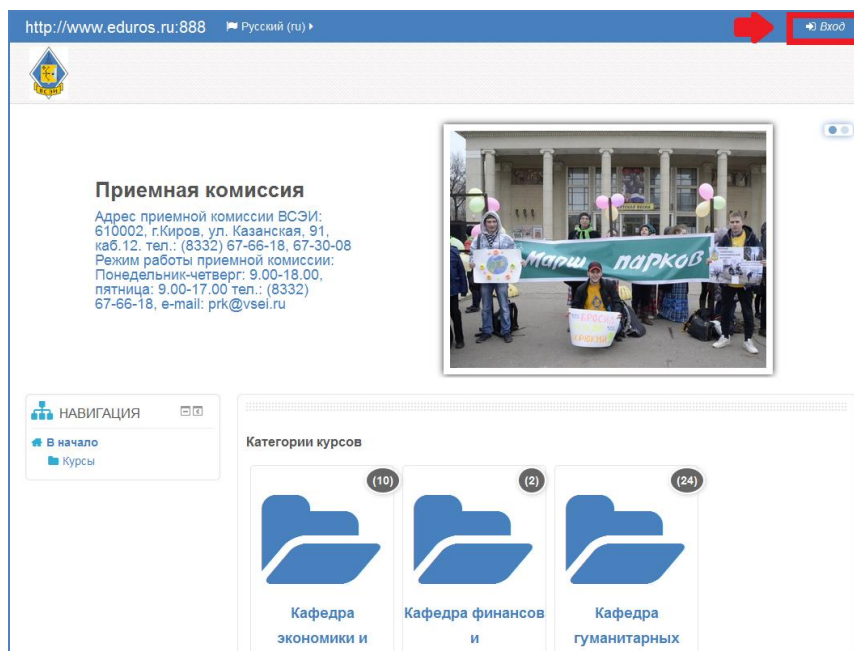 http://www.eduros.ru:888 Русский (ru) Вход
ВСЭИ
Приемная комиссия
Адрес приемной комиссии ВСЭИ:
610002, г.Киров, ул. Казанская, 91,
каб.12. тел.: (8332) 67-66-18, 67-30-08
Режим работы приемной комиссии:
Понедельник-четверг: 9.00-18.00,
пятница: 9.00-17.00 тел.: (8332)
67-66-18, e-mail: prk@vsei.ru
Марш парков
НАВИГАЦИЯ
В начало
Курсы
Категории курсов
(10) (2) (24)
Кафедра
экономики и
Кафедра финансов
и
Кафедра
гуманитарных